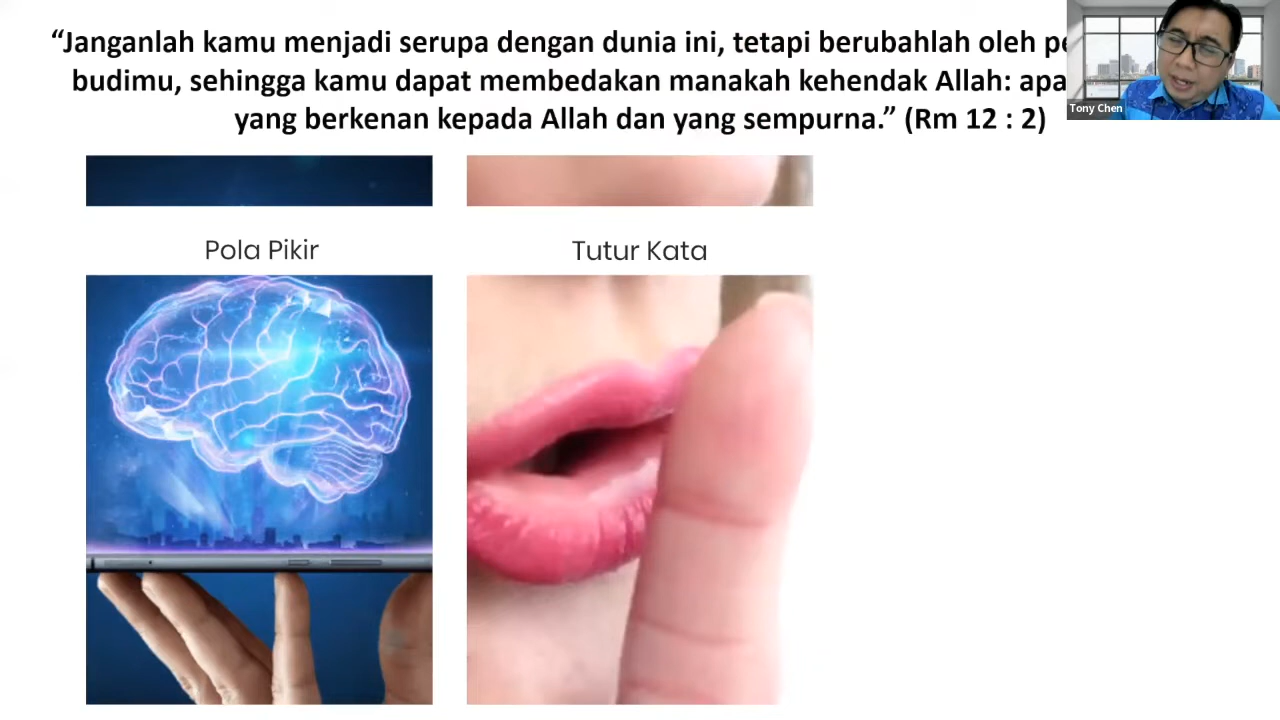 “Janganlah kamu menjadi serupa dengan dunia ini, tetapi berubahlah oleh
budimu, sehingga kamu dapat membedakan manakah kehendak Allah:
yang berkenan kepada Allah dan yang sempurna.” (Rm 12 : 2)
Tony Chen
Pola Pikir
Tutur Kata